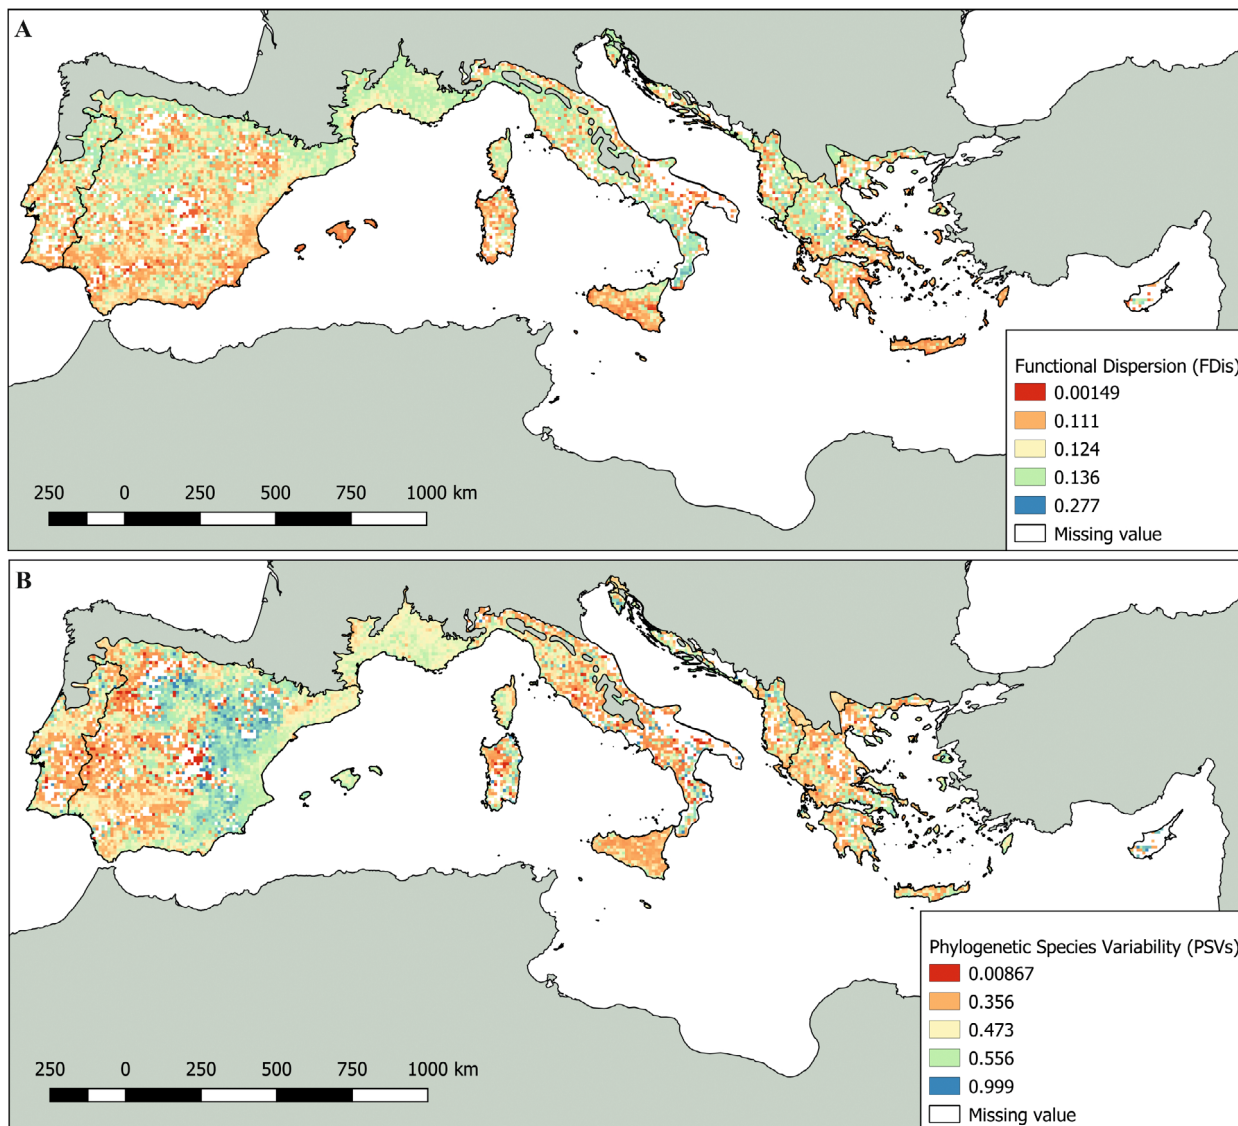 A
Functional Dispersion (FDis)
0.00149
0.111
0.124
0.136
0.277
Missing value
250 0 250 500 750 1000 km
B
Phylogenetic Species Variability (PSVs)
0.00867
0.356
0.473
0.556
0.999
Missing value
250 0 250 500 750 1000 km